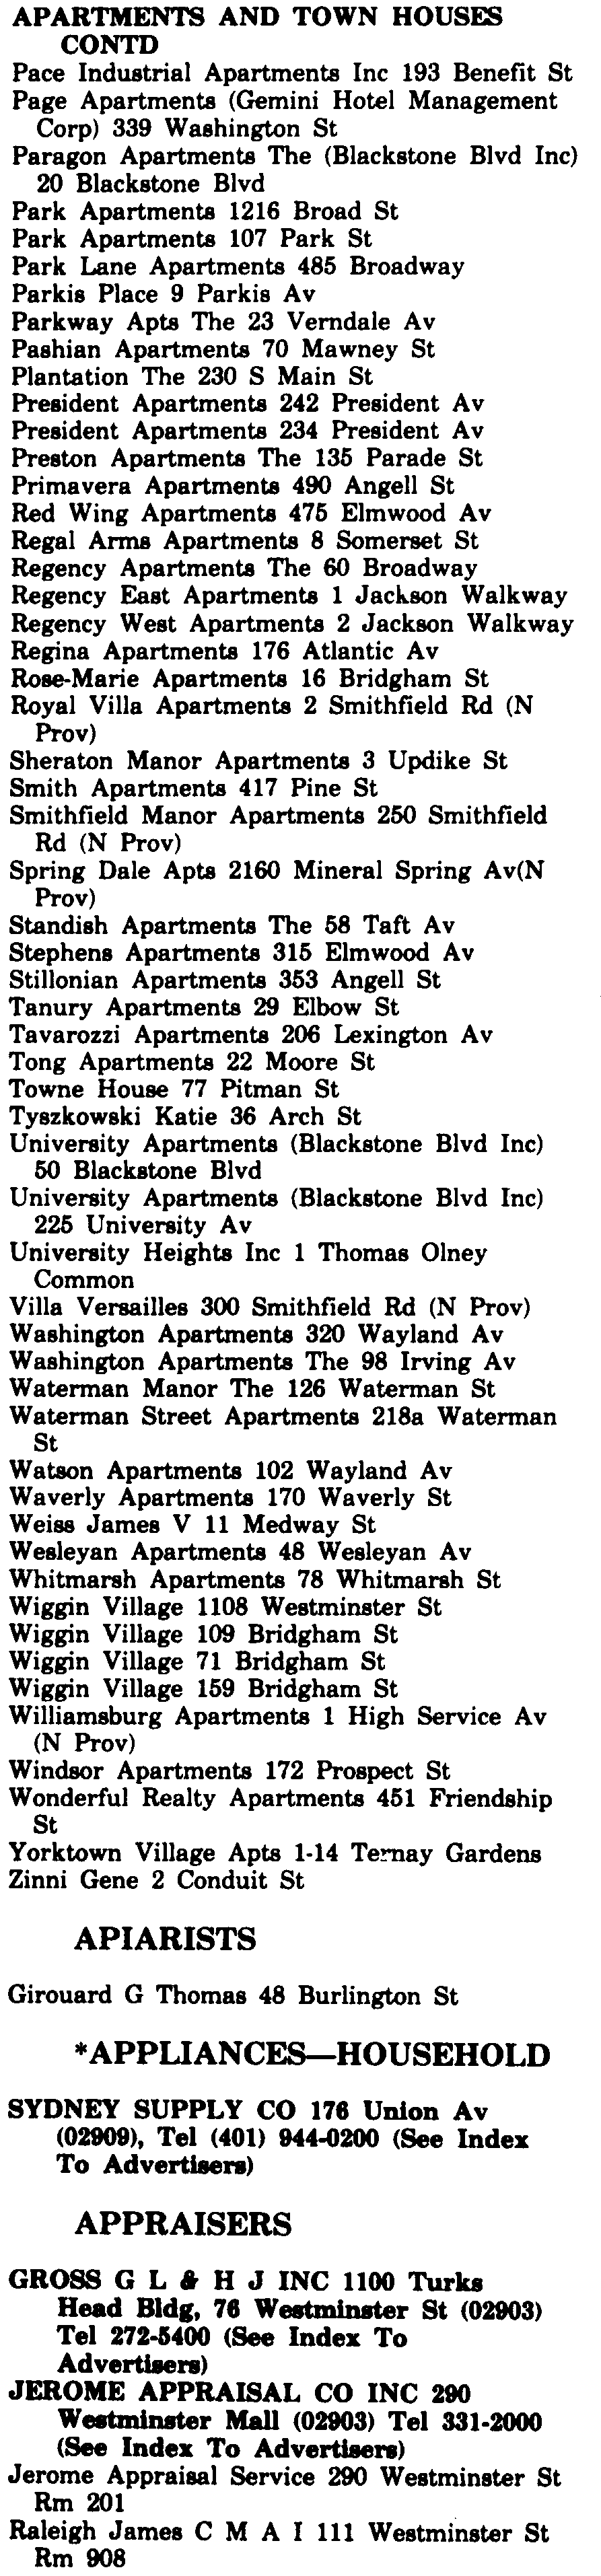 APARTMENTS AND TOWN HOUSES
CONTD
Pace Industrial Apartments Inc 193 Benefit St
Page Apartments (Gemini Hotel Management
Corp) 339 Washington St
Paragon Apartments The (Blackstone Blvd Inc)
20 Blackstone Blvd
Park Apartments 1216 Broad St
Park Apartments 107 Park St
Park Lane Apartments 485 Broadway
Parkis Place 9 Parkis Av
Parkway Apts The 23 Verndale Av
Pashian Apartments 70 Mawney St
Plantation The 230 S Main St
President Apartments 242 President Av
President Apartments 234 President Av
Preston Apartments The 135 Parade St
Primavera Apartments 490 Angell St
Red Wing Apartments 475 Elmwood Av
Regal Arms Apartments 8 Somerset St
Regency Apartments The 60 Broadway
Regency East Apartments 1 Jackson Walkway
Regency West Apartments 2 Jackson Walkway
Regina Apartments 176 Atlantic Av
Rose-Marie Apartments 16 Bridgham St
Royal Villa Apartments 2 Smithfield Rd (N
Prov)
Sheraton Manor Apartments 3 Updike St
Smith Apartments 417 Pine St
Smithfield Manor Apartments 250 Smithfield
Rd (N Prov)
Spring Dale Apts 2160 Mineral Spring Av(N
Prov)
Standish Apartments The 58 Taft Av
Stephens Apartments 315 Elmwood Av
Stillonian Apartments 353 Angell St
Tanury Apartments 29 Elbow St
Tavarozzi Apartments 206 Lexington Av
Tong Apartments 22 Moore St
Towne House 77 Pitman St
Tyszkowski Katie 36 Arch St
University Apartments (Blackstone Blvd Inc)
50 Blackstone Blvd
University Apartments (Blackstone Blvd Inc)
225 University Av
University Heights Inc 1 Thomas Olney
Common
Villa Versailles 300 Smithfield Rd (N Prov)
Washington Apartments 320 Wayland Av
Washington Apartments The 98 Irving Av
Waterman Manor The 126 Waterman St
Waterman Street Apartments 218a Waterman
St
Watson Apartments 102 Wayland Av
Waverly Apartments 170 Waverly St
Weiss James V 11 Medway St
Wesleyan Apartments 48 Wesleyan Av
Whitmarsh Apartments 78 Whitmarsh St
Wiggin Village 1108 Westminster St
Wiggin Village 109 Bridgham St
Wiggin Village 71 Bridgham St
Wiggin Village 159 Bridgham St
Williamsburg Apartments 1 High Service Av
(N Prov)
Windsor Apartments 172 Prospect St
Wonderful Realty Apartments 451 Friendship
St
Yorktown Village Apts 1-14 Ternay Gardens
Zinni Gene 2 Conduit St
APIARISTS
Girouard G Thomas 48 Burlington St
*APPLIANCES—HOUSEHOLD
SYDNEY SUPPLY CO 176 Union Av
(02909), Tel (401) 944-0200 (See Index
To Advertisers)
APPRAISERS
GROSS G L & H J INC 1100 Turks
Head Bldg, 76 Westminster St (02903)
Tel 272-5400 (See Index To
Advertisers)
JEROME APPRAISAL CO INC 290
Westminster Mall (02903) Tel 331-2000
(See Index To Advertisers)
Jerome Appraisal Service 290 Westminster St
Rm 201
Raleigh James C M A I 111 Westminster St
Rm 908